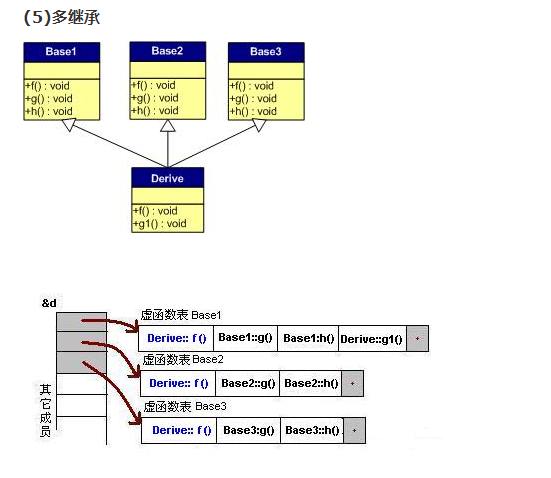 (5)多继承
Base1 Base2 Base3
+f() : void +f() : void +f() : void
+g() : void +g() : void +g() : void
+h() : void +h() : void +h() : void
Derive
+f() : void
+g1() : void
&d
虚函数表 Base1
Derive:: f () Base1::g() Base1:h() Derive::g1() *
虚函数表 Base2
Derive:: f () Base2::g() Base2::h() *
虚函数表 Base3
Derive:: f () Base3:g() Base3::h() *
其它成员